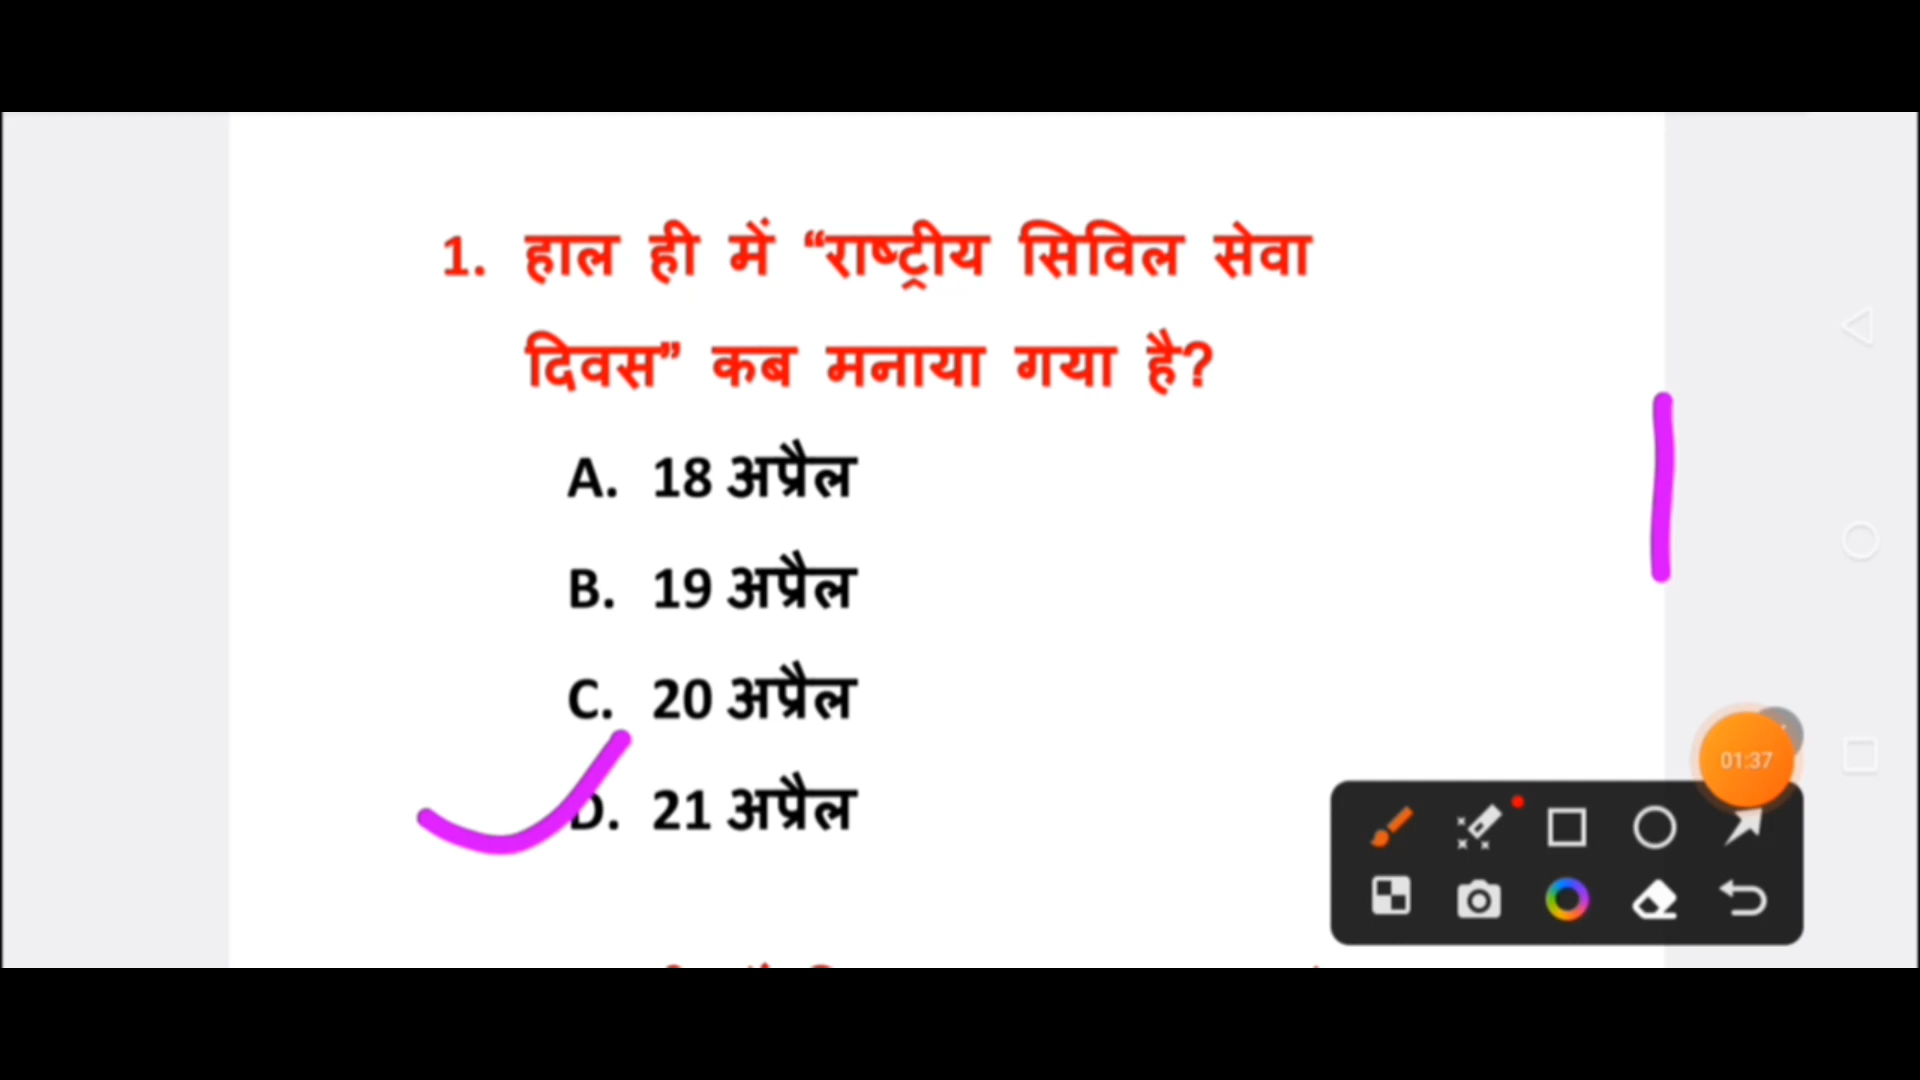 1. हाल ही में “राष्ट्रीय सिविल सेवा
दिवस” कब मनाया गया है?
A. 18 अप्रैल
B. 19 अप्रैल
C. 20 अप्रैल
D. 21 अप्रैल
01:37